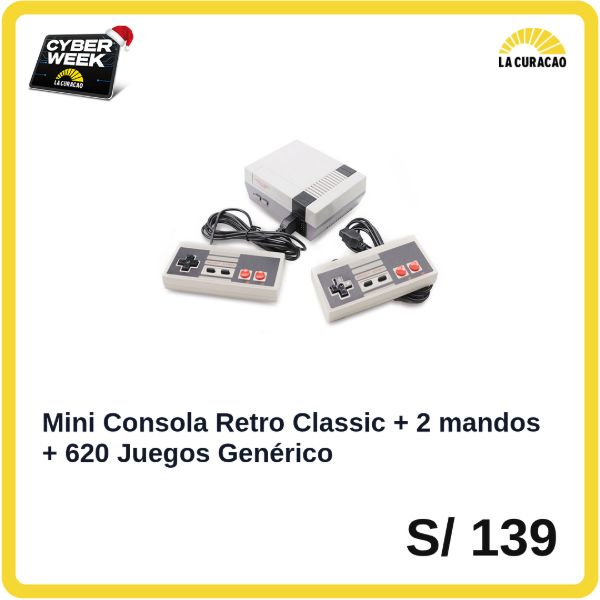 CYBER
WEEK
LA CURACAO
LA CURACAO
Mini Consola Retro Classic + 2 mandos
+ 620 Juegos Genérico
S/ 139